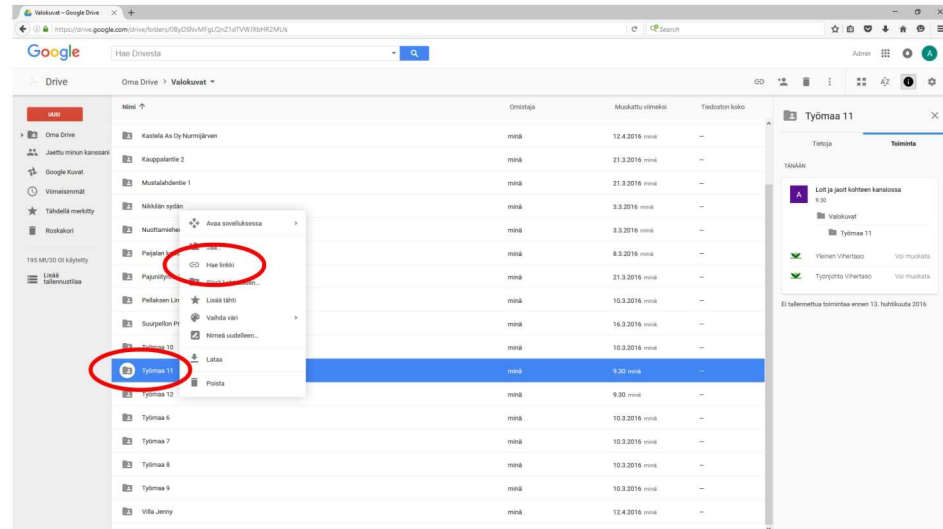 Valokuvat – Google Drive
https://drive.google.com/drive/folders/0ByD5NvMFgLQnZ1dTVWJXbHR2MUk
Search
Google
Hae Drivesta
Admin
A
Drive
Oma Drive > Valokuvat
UUSI
Oma Drive
Jaettu minun kanssani
Google Kuvat
Viimeisimmät
Tähdellä merkitty
Roskakori
195 Mt/30 Gt käytetty
Lisää
tallennustilaa
Nimi Omistaja Muokattu viimeksi Tiedoston koko
Kastela As Oy Nurmijärven minä 12.4.2016 minä –
Kauppalantie 2 minä 21.3.2016 minä –
Mustalahdentie 1 minä 21.3.2016 minä –
Nikkilän sydän minä 3.3.2016 minä –
Nuottamiehe minä 3.3.2016 minä –
Paijalan k minä 8.3.2016 minä –
Pajuniity minä 21.3.2016 minä –
Pellaksen Lin minä 10.3.2016 minä –
Suurpellon Pr minä 16.3.2016 minä –
Työmaa 10 minä 10.3.2016 minä –
Työmaa 11 minä 9.30 minä –
Työmaa 12 minä 9.30 minä –
Työmaa 6 minä 10.3.2016 minä –
Työmaa 7 minä 10.3.2016 minä –
Työmaa 8 minä 10.3.2016 minä –
Työmaa 9 minä 10.3.2016 minä –
Villa Jenny minä 12.4.2016 minä –
Avaa sovelluksessa
Jaa...
Hae linkki
Lisää tähti
Vaihda väri
Nimeä uudelleen...
Lataa
Poista
Työmaa 11
Tietoja Toiminta
TÄNÄÄN
A
Loit ja jaoit kohteen kansiossa
9.30
Valokuvat
Työmaa 11
Yleinen Vihertaso Voi muokata
Työnjohto Vihertaso Voi muokata
Ei tallennettua toimintaa ennen 13. huhtikuuta 2016